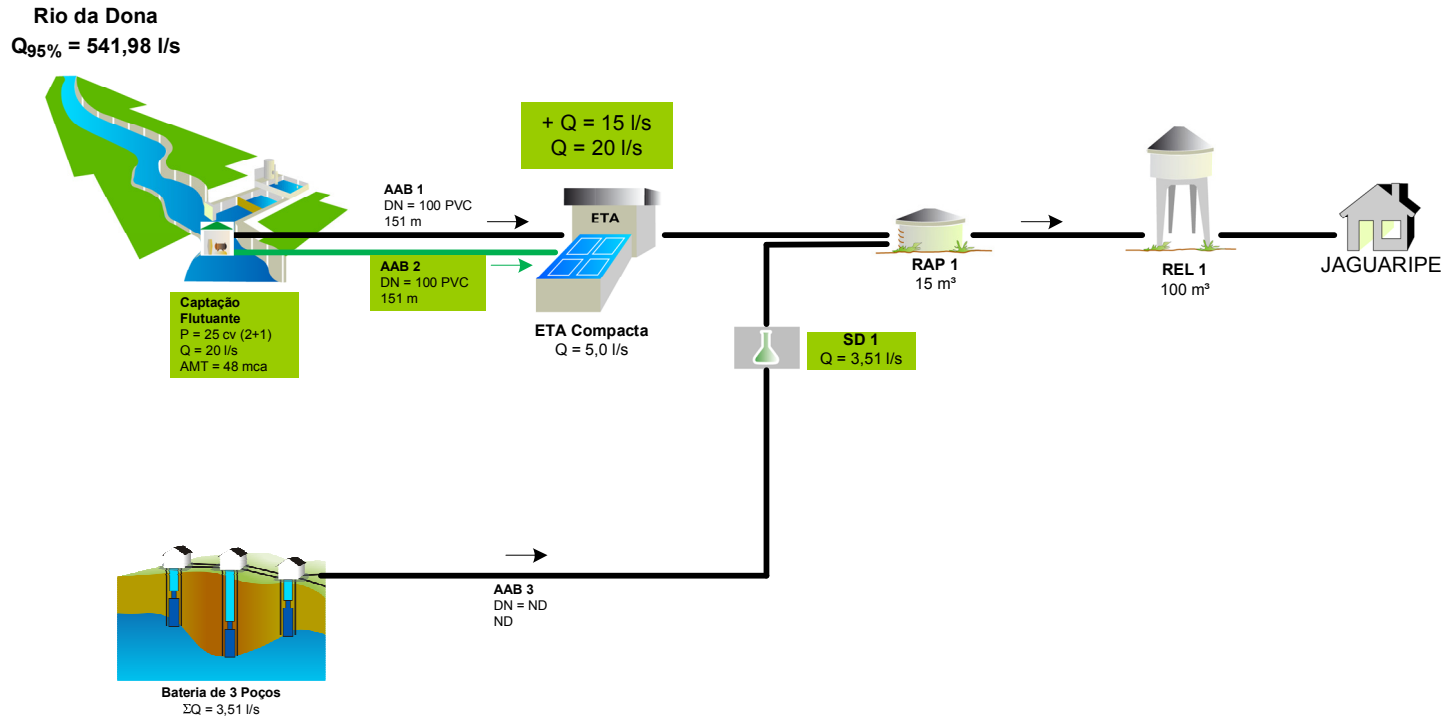 Rio da Dona
Q95% = 541,98 l/s
+ Q = 15 l/s
Q = 20 l/s
AAB 1
DN = 100 PVC
151 m
ETA
AAB 2
DN = 100 PVC
151 m
Captação
Flutuante
P = 25 cv (2+1)
Q = 20 l/s
AMT = 48 mca
ETA Compacta
Q = 5,0 l/s
RAP 1
15 m³
REL 1
100 m³
JAGUARIPE
SD 1
Q = 3,51 l/s
AAB 3
DN = ND
ND
Bateria de 3 Poços
ΣQ = 3,51 l/s